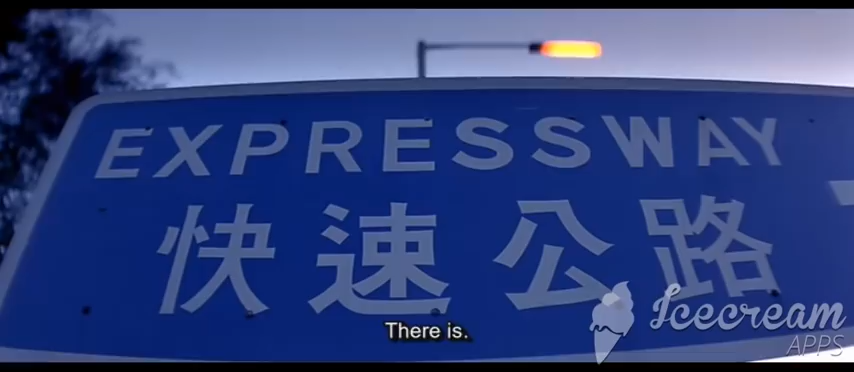 EXPRESSWAY
快速公路
There is.
Icecream
APPS